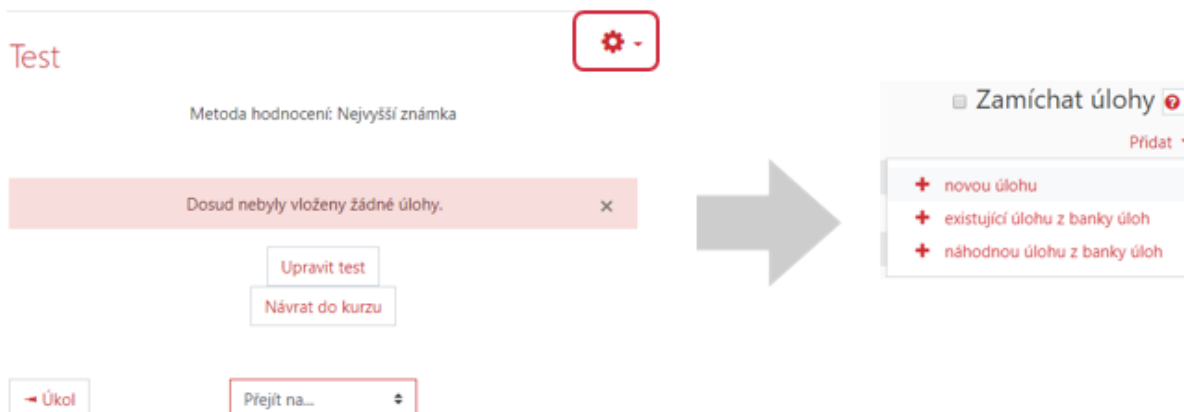 Test
Metoda hodnocení: Nejvyšší známka
Dosud nebyly vloženy žádné úlohy.
Upravit test
Návrat do kurzu
◄ Úkol
Přejít na...
Zamíchat úlohy
Přidat
novou úlohu
existující úlohu z banky úloh
náhodnou úlohu z banky úloh